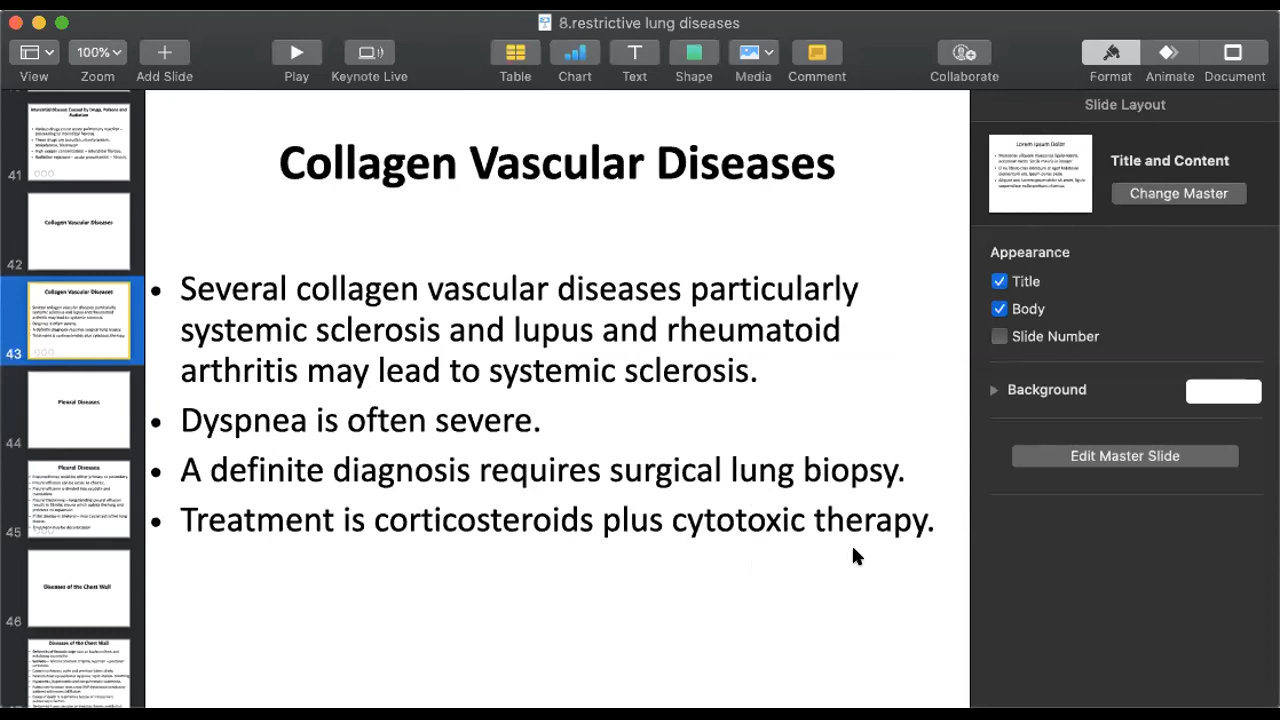 8.restrictive lung diseases
View
100%
Zoom
Add Slide
Play
Keynote Live
Table
Chart
Text
Shape
Media
Comment
Collaborate
Format
Animate
Document
41
Collagen Vascular Diseases
42
Collagen Vascular Diseases
43
Pleural Diseases
44
Pleural Diseases
45
Diseases of the Chest Wall
46
Diseases of the Chest Wall
Collagen Vascular Diseases
• Several collagen vascular diseases particularly
systemic sclerosis and lupus and rheumatoid
arthritis may lead to systemic sclerosis.
• Dyspnea is often severe.
• A definite diagnosis requires surgical lung biopsy.
• Treatment is corticosteroids plus cytotoxic therapy.
Slide Layout
Lorem Ipsum Dolor
Title and Content
Change Master
Appearance
Title
Body
Slide Number
Background
Edit Master Slide